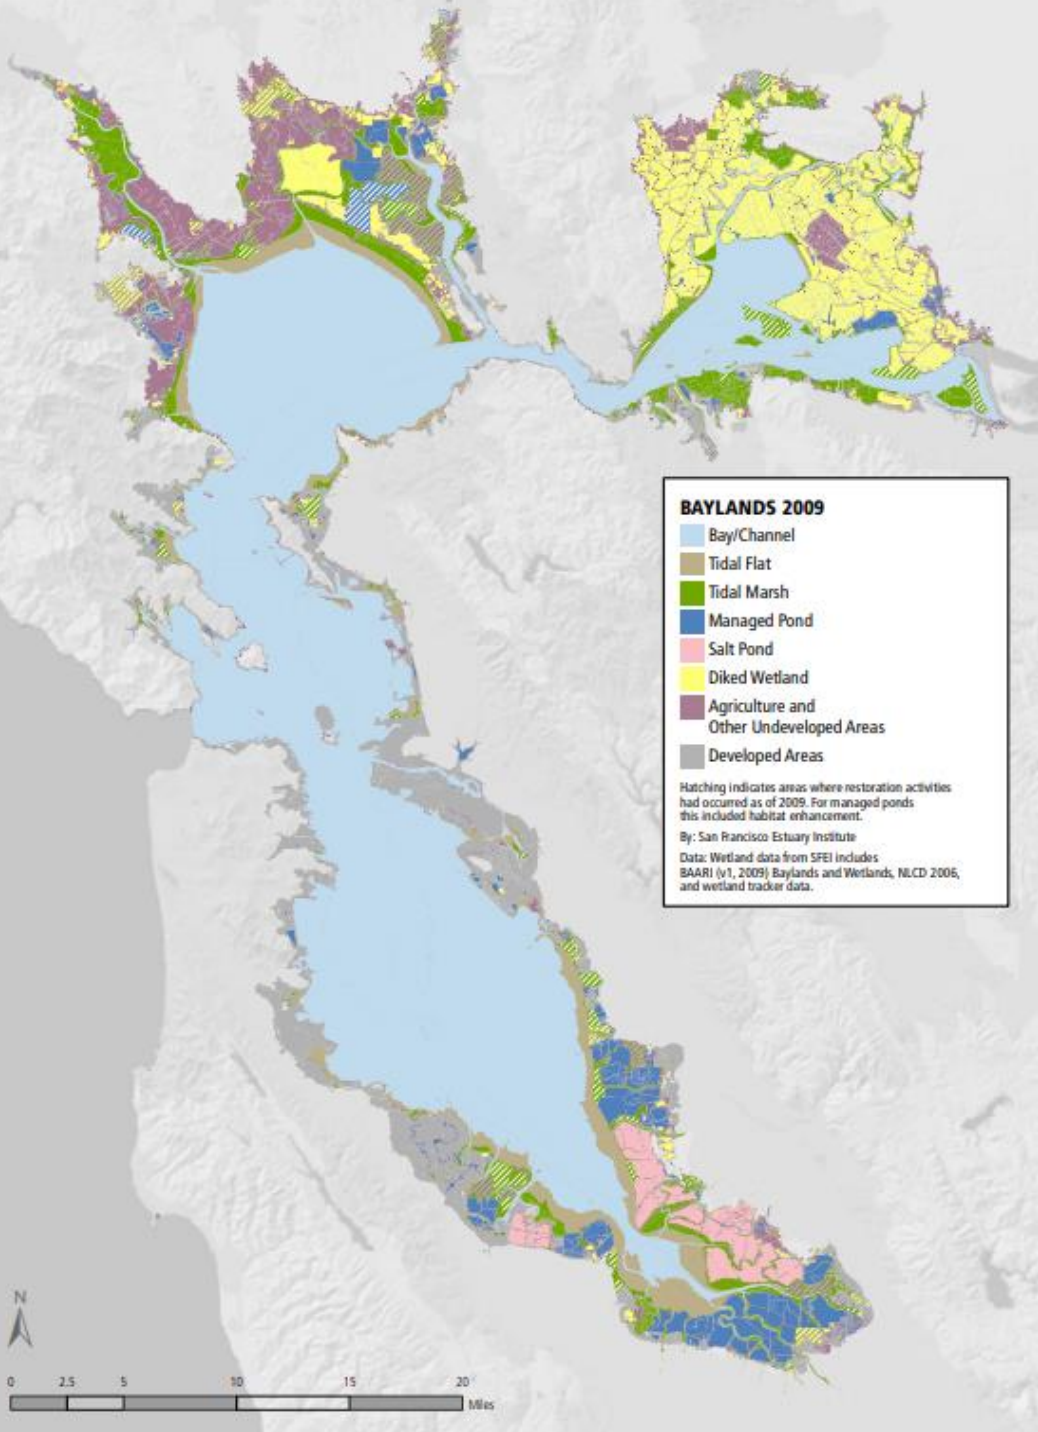 BAYLANDS 2009
Bay/Channel
Tidal Flat
Tidal Marsh
Managed Pond
Salt Pond
Diked Wetland
Agriculture and
Other Undeveloped Areas
Developed Areas
Hatching indicates areas where restoration activities
had occurred as of 2009. For managed ponds
this included habitat enhancement.
By: San Francisco Estuary Institute
Data: Wetland data from SFEI includes
BAARI (v1, 2009) Baylands and Wetlands, NLCD 2006,
and wetland tracker data.
N
0 2.5 5 10 15 20
Miles